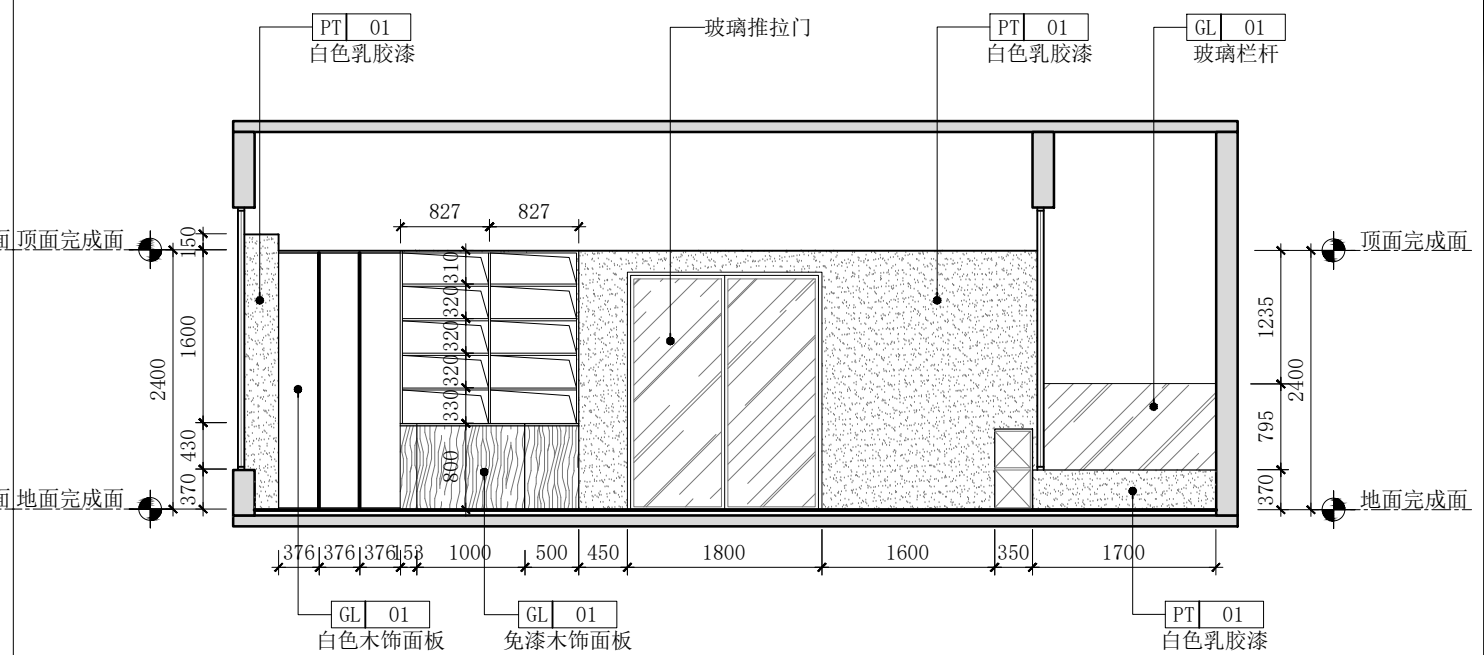 PT 01
白色乳胶漆
玻璃推拉门
PT 01
白色乳胶漆
GL 01
玻璃栏杆
827 827
面 顶面完成面
顶面完成面
150
1600
2400
430
370
310
320
320
320
330
800
1235
2400
795
370
面 地面完成面
地面完成面
376 376 376 153 1000 500 450 1800 1600 350 1700
GL 01
白色木饰面板
GL 01
免漆木饰面板
PT 01
白色乳胶漆